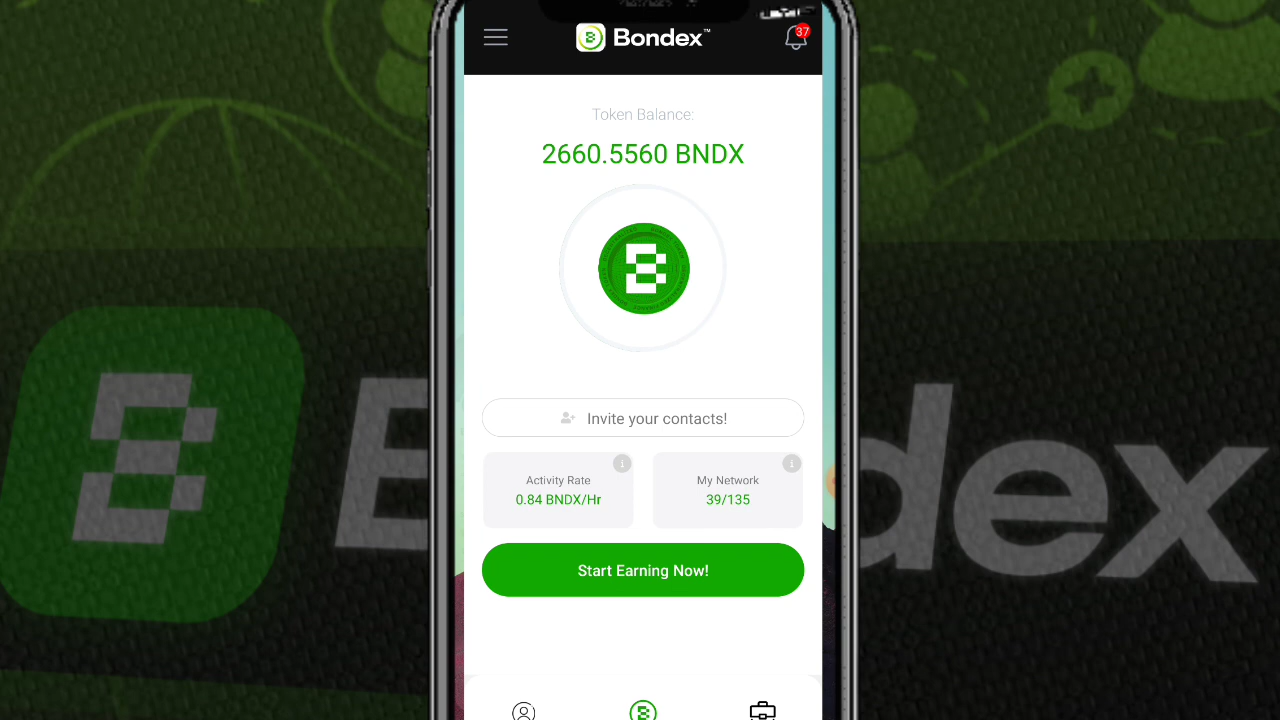 Bondex™
37
Token Balance:
2660.5560 BNDX
Invite your contacts!
Activity Rate
0.84 BNDX/Hr
My Network
39/135
Start Earning Now!